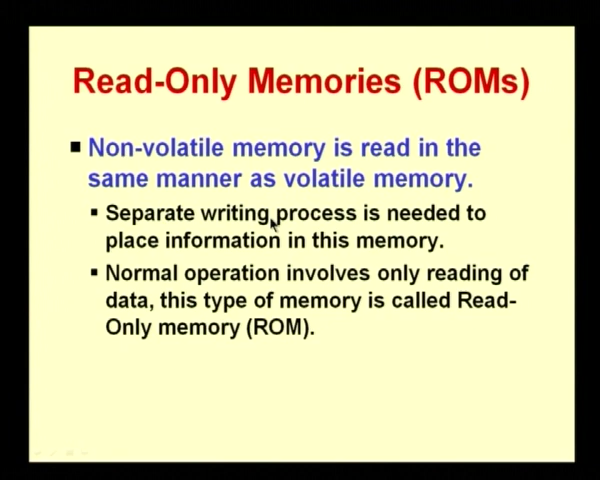 Read-Only Memories (ROMs)
Non-volatile memory is read in the
same manner as volatile memory.
Separate writing process is needed to
place information in this memory.
Normal operation involves only reading of
data, this type of memory is called Read-
Only memory (ROM).